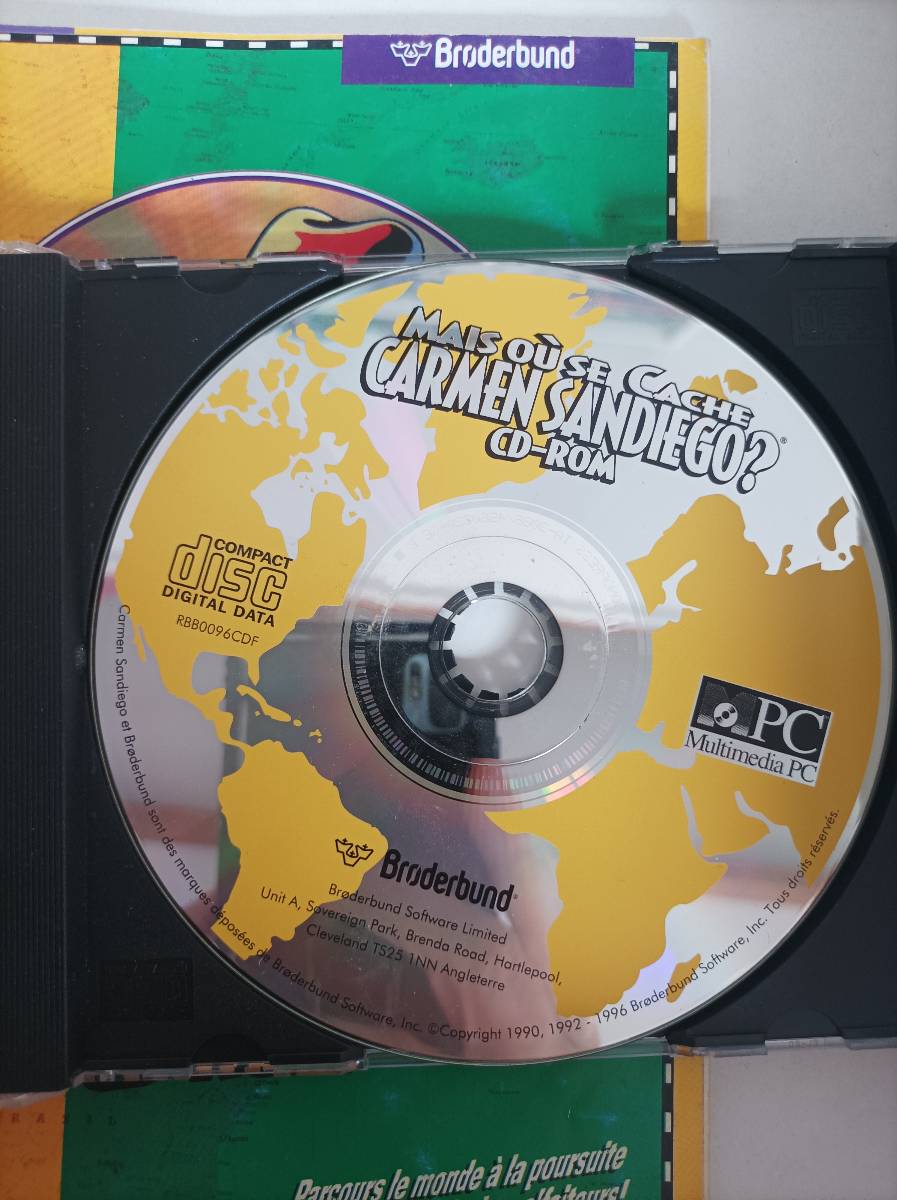 Brøderbund
MAIS OÙ SE CACHE
CARMEN SANDIEGO?®
CD-ROM
COMPACT
disc
DIGITAL DATA
RBB0096CDF
MPC
Multimedia PC
Brøderbund®
Brøderbund Software Limited
Unit A, Sovereign Park, Brenda Road, Hartlepool,
Cleveland TS25 1NN Angleterre
Carmen Sandiego et Brøderbund sont des marques déposées de Brøderbund Software, Inc. ©Copyright 1990, 1992 - 1996 Brøderbund Software, Inc. Tous droits réservés.
Parcours le monde à la poursuite